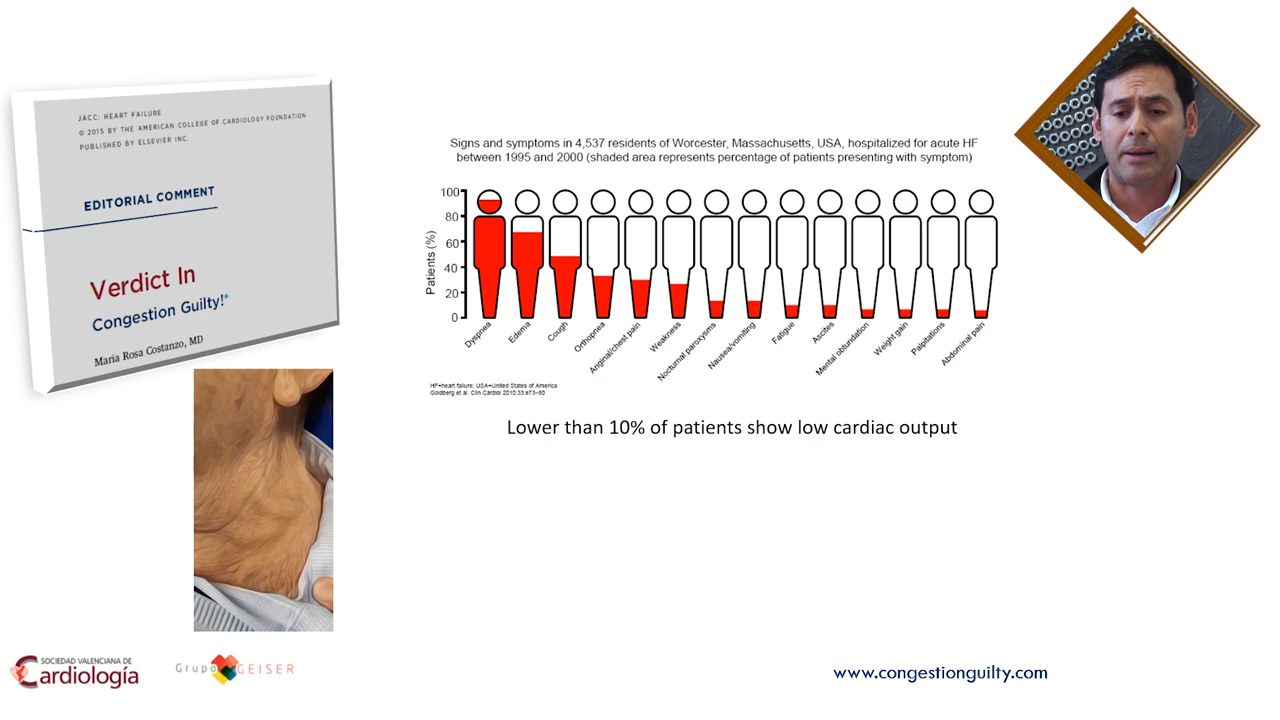 JACC: HEART FAILURE
© 2015 BY THE AMERICAN COLLEGE OF CARDIOLOGY FOUNDATION
PUBLISHED BY ELSEVIER INC.
EDITORIAL COMMENT
Verdict In
Congestion Guilty!*
Maria Rosa Costanzo, MD
Signs and symptoms in 4,537 residents of Worcester, Massachusetts, USA, hospitalized for acute HF
between 1995 and 2000 (shaded area represents percentage of patients presenting with symptom)
Patients (%)
100
80
60
40
20
0
Dyspnea
Edema
Cough
Orthopnea
Anginal/chest pain
Weakness
Nocturnal paroxysms
Nausea/vomiting
Fatigue
Ascites
Mental obtundation
Weight gain
Palpitations
Abdominal pain
HF=heart failure; USA=United States of America
Goldberg et al. Clin Cardiol 2010;33:e73–80
Lower than 10% of patients show low cardiac output
SOCIEDAD VALENCIANA DE
Cardiología
Grupo GEISER
www.congestionguilty.com